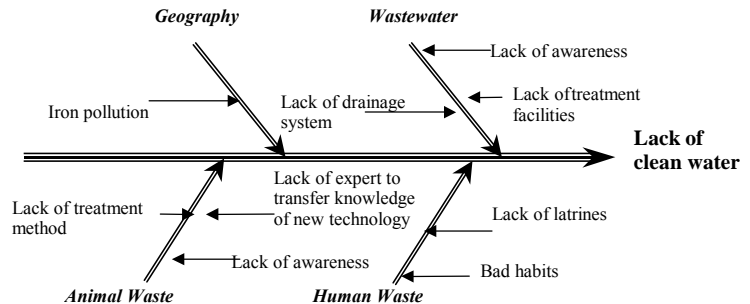 Geography
Wastewater
Lack of awareness
Iron pollution
Lack of drainage
system
Lack of treatment
facilities
Lack of
clean water
Lack of treatment
method
Lack of expert to
transfer knowledge
of new technology
Lack of awareness
Lack of latrines
Bad habits
Animal Waste
Human Waste